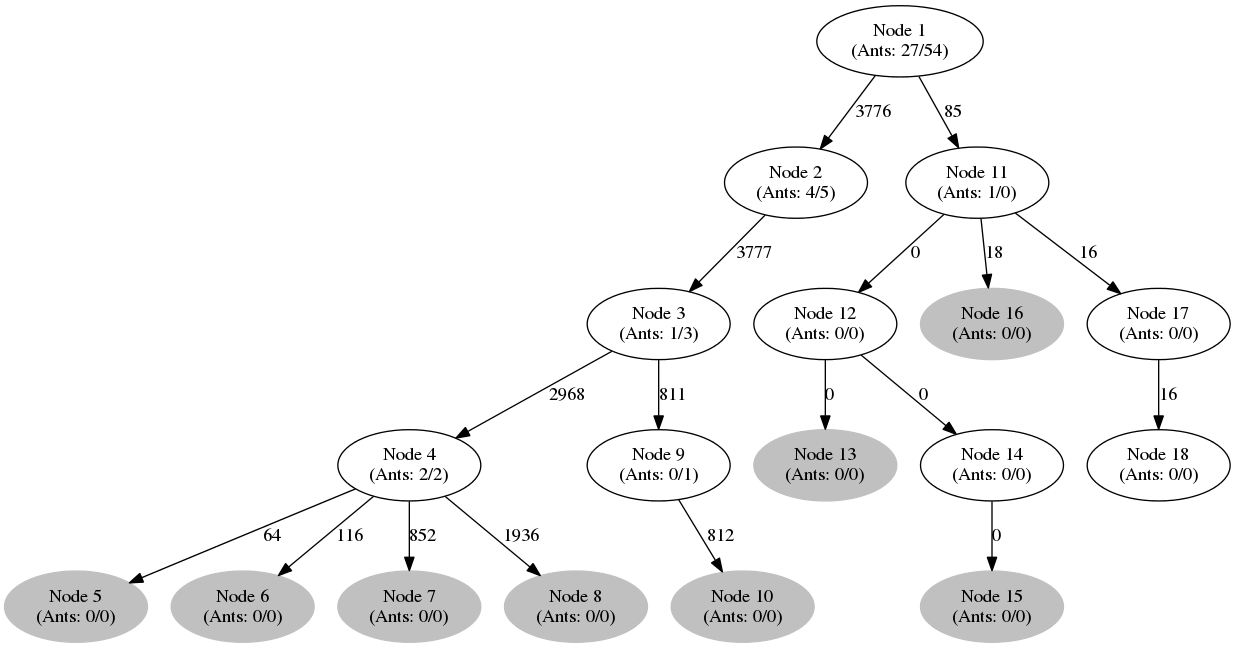 Node 1
(Ants: 27/54)
3776
85
Node 2
(Ants: 4/5)
Node 11
(Ants: 1/0)
3777
0
18
16
Node 3
(Ants: 1/3)
Node 12
(Ants: 0/0)
Node 16
(Ants: 0/0)
Node 17
(Ants: 0/0)
2968
811
0
0
16
Node 4
(Ants: 2/2)
Node 9
(Ants: 0/1)
Node 13
(Ants: 0/0)
Node 14
(Ants: 0/0)
Node 18
(Ants: 0/0)
64
116
852
1936
812
0
Node 5
(Ants: 0/0)
Node 6
(Ants: 0/0)
Node 7
(Ants: 0/0)
Node 8
(Ants: 0/0)
Node 10
(Ants: 0/0)
Node 15
(Ants: 0/0)